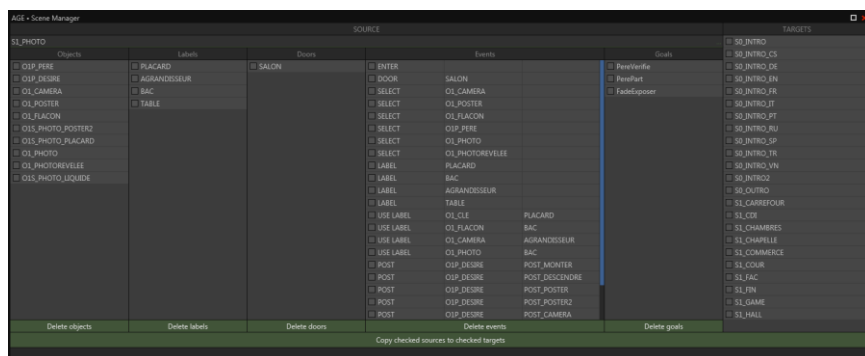 AGE • Scene Manager
SOURCE
TARGETS
S1_PHOTO
Objects Labels Doors Events Goals
O1P_PERE
O1P_DESIRE
O1_CAMERA
O1_POSTER
O1_FLACON
O1S_PHOTO_POSTER2
O1S_PHOTO_PLACARD
O1_PHOTO
O1_PHOTOREVELEE
O1S_PHOTO_LIQUIDE
PLACARD
AGRANDISSEUR
BAC
TABLE
SALON
ENTER
DOOR SALON
SELECT O1_CAMERA
SELECT O1_POSTER
SELECT O1_FLACON
SELECT O1P_PERE
SELECT O1_PHOTO
SELECT O1_PHOTOREVELEE
LABEL PLACARD
LABEL BAC
LABEL AGRANDISSEUR
LABEL TABLE
USE LABEL O1_CLE PLACARD
USE LABEL O1_FLACON BAC
USE LABEL O1_CAMERA AGRANDISSEUR
USE LABEL O1_PHOTO BAC
POST O1P_DESIRE POST_MONTER
POST O1P_DESIRE POST_DESCENDRE
POST O1P_DESIRE POST_POSTER
POST O1P_DESIRE POST_POSTER2
POST O1P_DESIRE POST_CAMERA
PereVerifie
PerePart
FadeExposer
S0_INTRO
S0_INTRO_CS
S0_INTRO_DE
S0_INTRO_EN
S0_INTRO_FR
S0_INTRO_IT
S0_INTRO_PT
S0_INTRO_RU
S0_INTRO_SP
S0_INTRO_TR
S0_INTRO_VN
S0_INTRO2
S0_OUTRO
S1_CARREFOUR
S1_CDI
S1_CHAMBRES
S1_CHAPELLE
S1_COMMERCE
S1_COUR
S1_FAC
S1_FIN
S1_GAME
S1_HALL
Delete objects Delete labels Delete doors Delete events Delete goals
Copy checked sources to checked targets